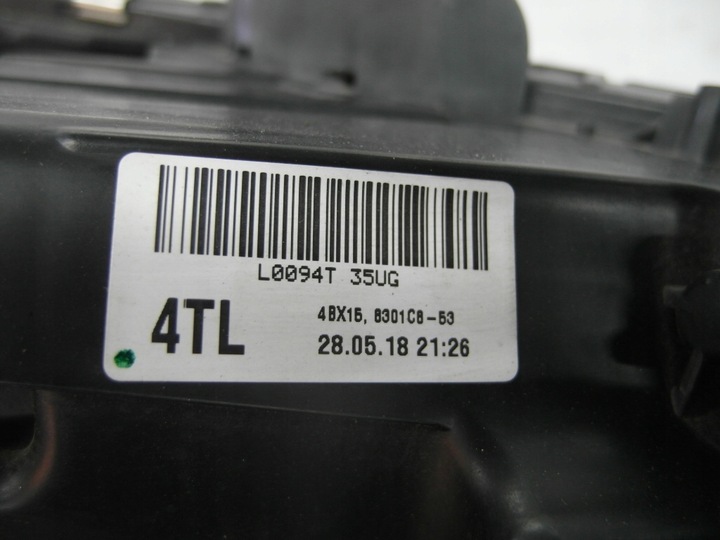 L0094T 35UG
4TL
4BX15, 8301C8-53
28.05.18 21:26